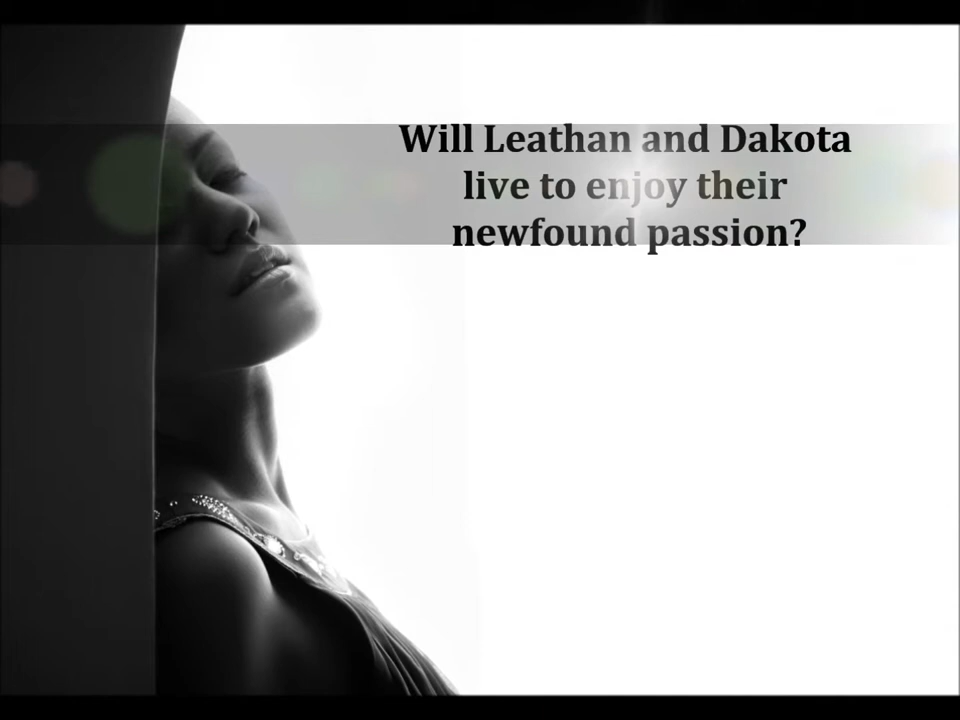 Will Leathan and Dakota
live to enjoy their
newfound passion?